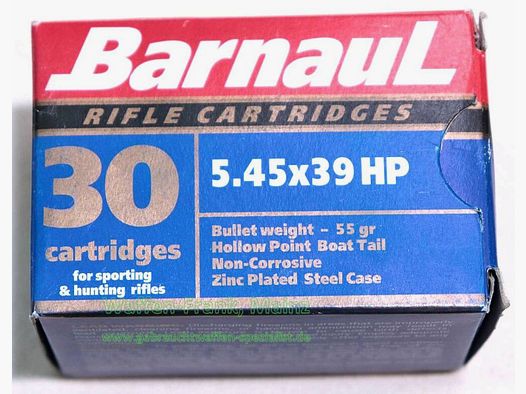 BarnauL
RIFLE CARTRIDGES
30
cartridges
for sporting
& hunting rifles
5.45x39 HP
Bullet weight - 55 gr
Hollow Point Boat Tail
Non-Corrosive
Zinc Plated Steel Case
Waffen Frank, Mainz
www.gebrauchtwaffen-spezialist.de